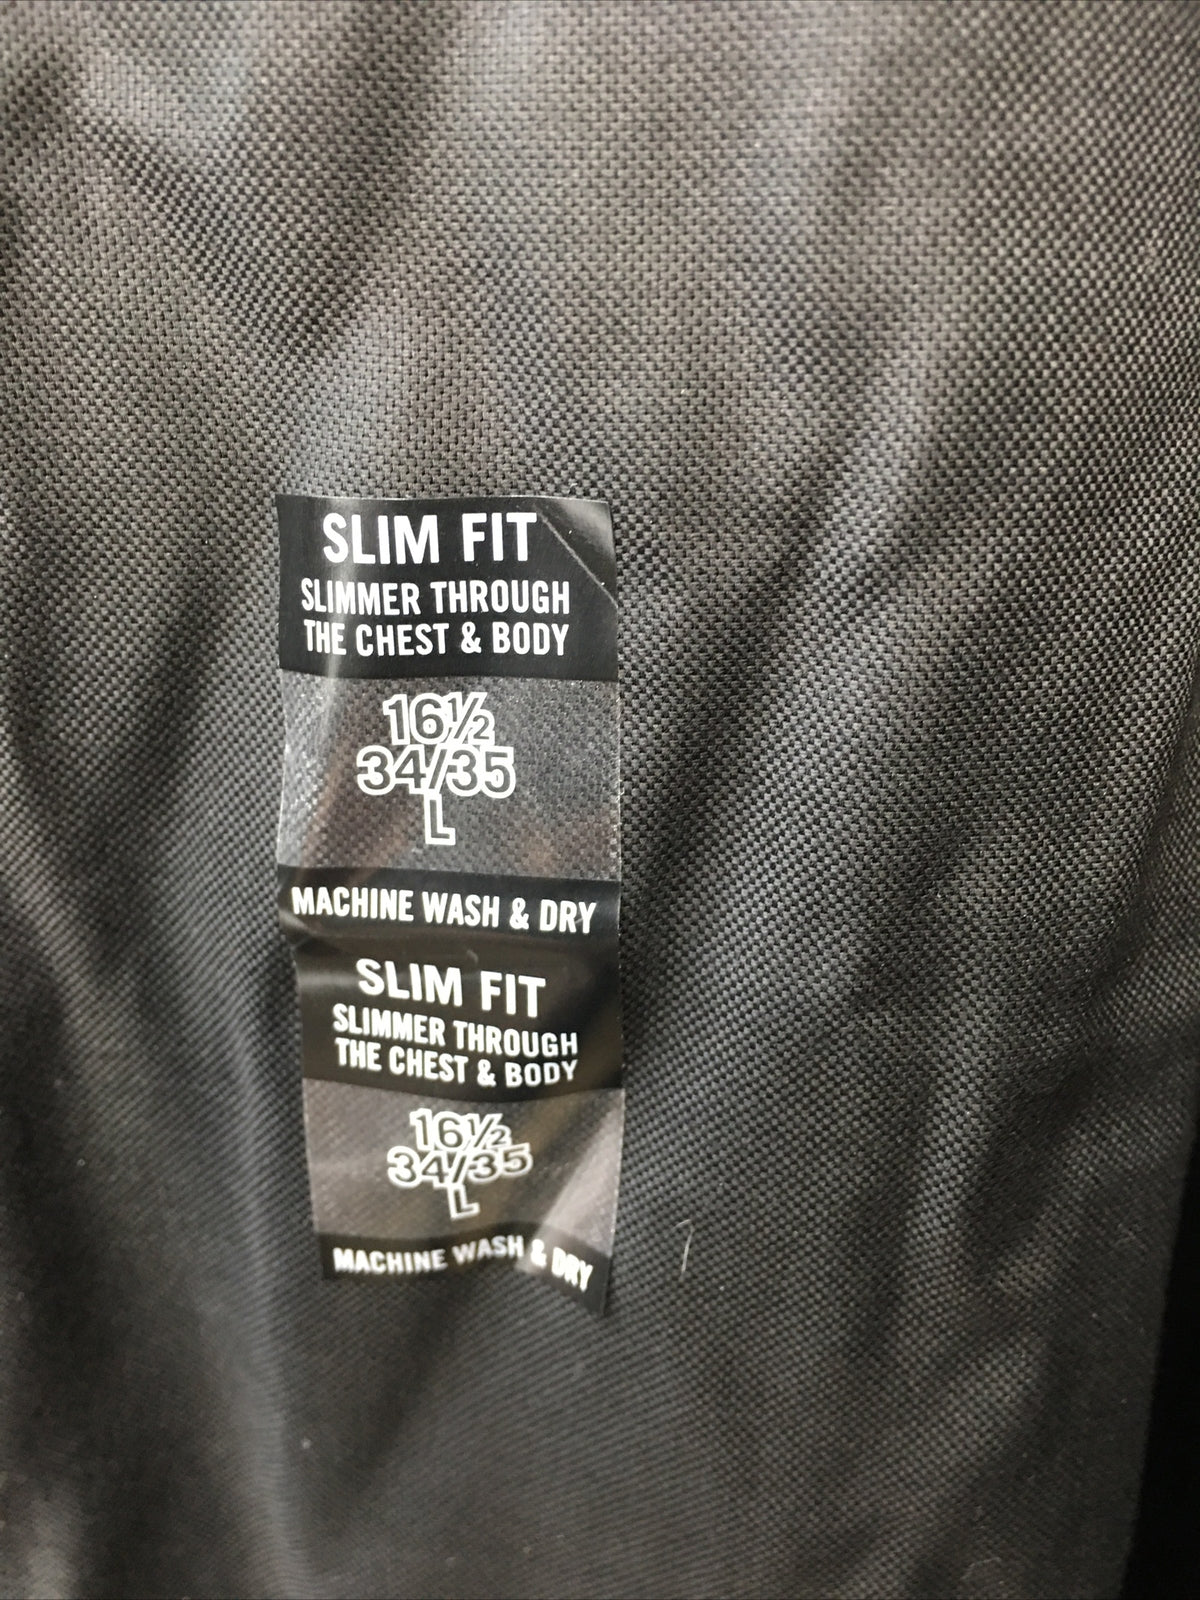 SLIM FIT
SLIMMER THROUGH
THE CHEST & BODY
16½
34/35
L
MACHINE WASH & DRY
SLIM FIT
SLIMMER THROUGH
THE CHEST & BODY
16½
34/35
L
MACHINE WASH & DRY